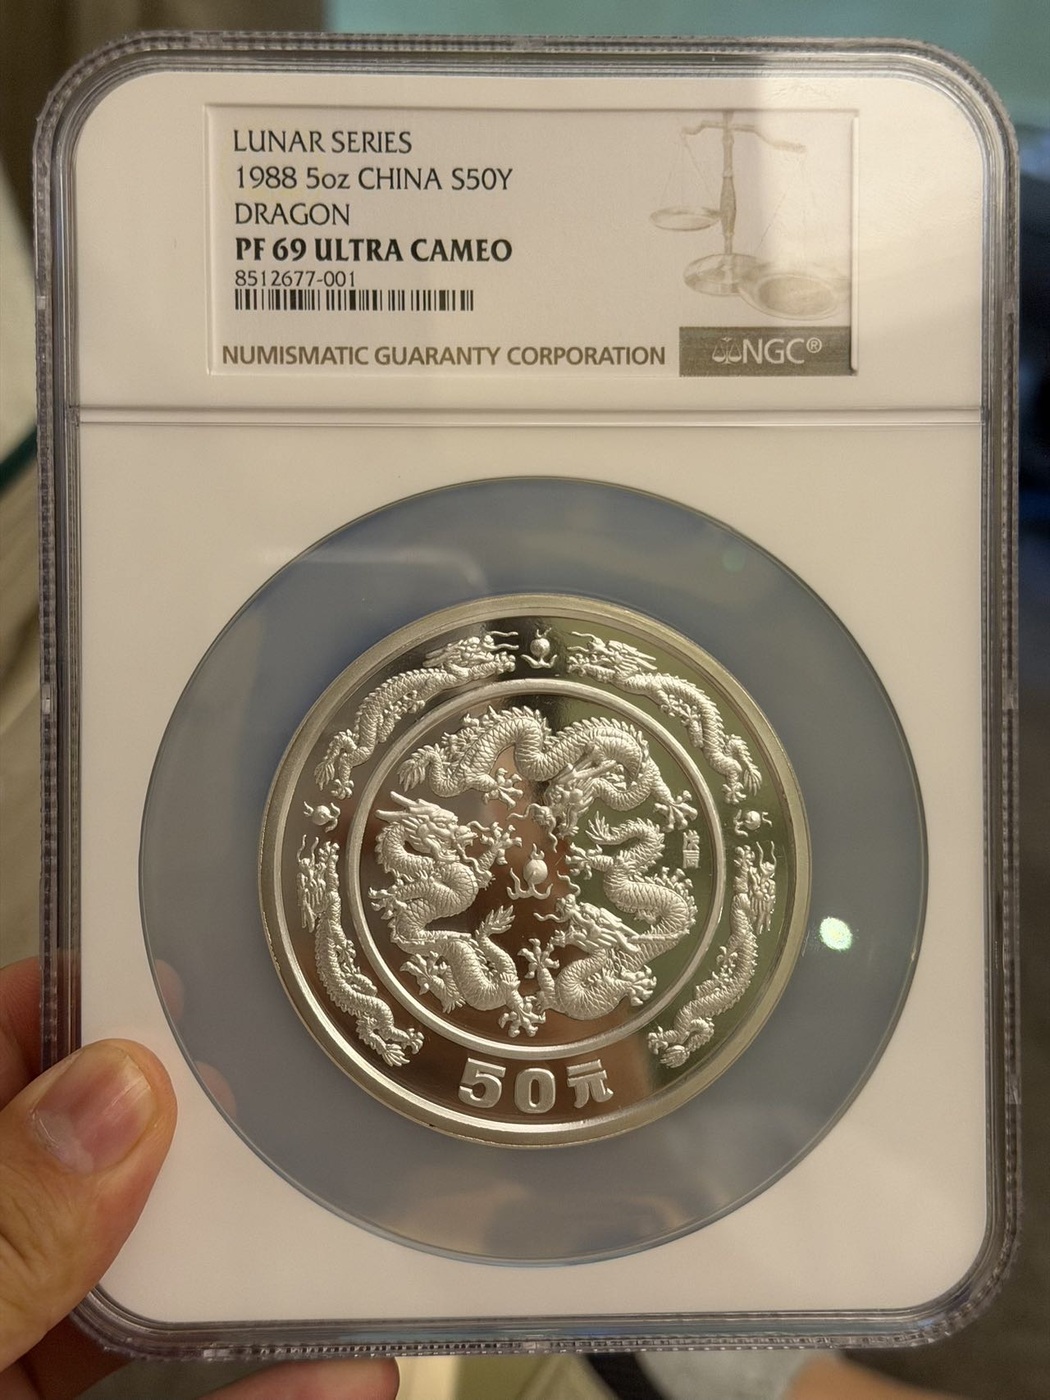 LUNAR SERIES
1988 5oz CHINA S50Y
DRAGON
PF 69 ULTRA CAMEO
8512677-001
NUMISMATIC GUARANTY CORPORATION
NGC®
50元